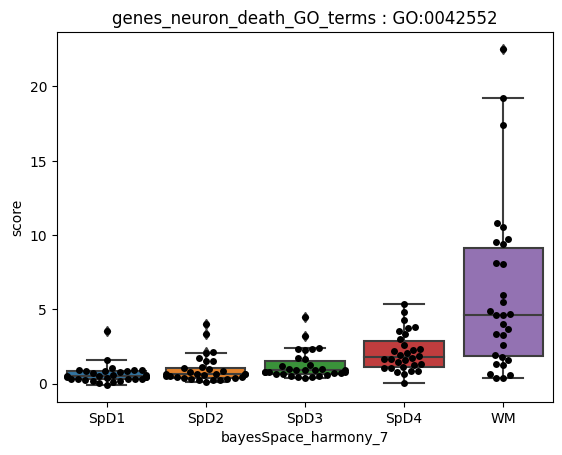 genes_neuron_death_GO_terms : GO:0042552
score
20
15
10
5
0
SpD1 SpD2 SpD3 SpD4 WM
bayesSpace_harmony_7